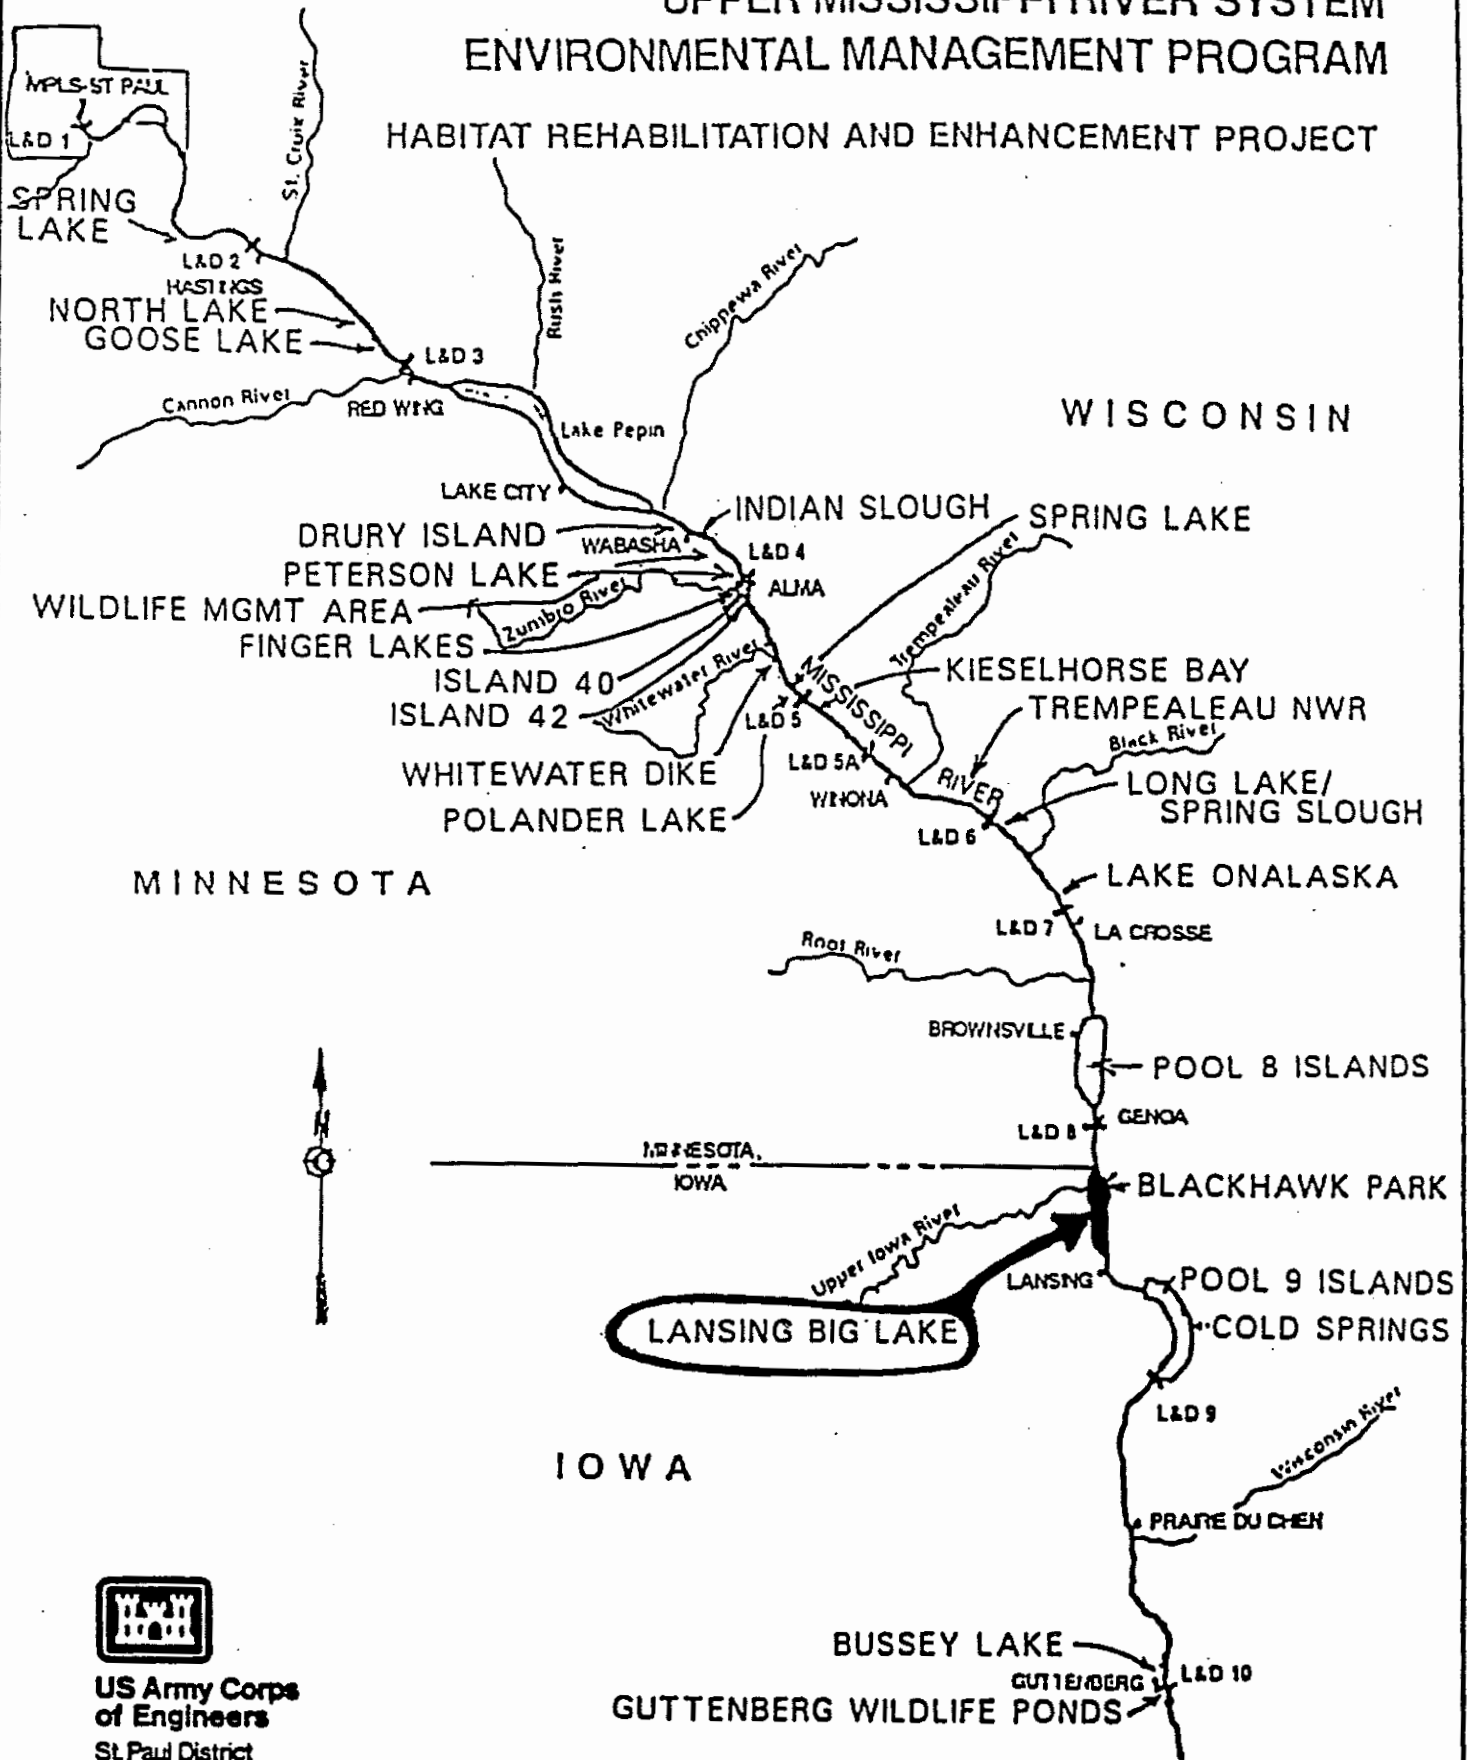 UPPER MISSISSIPPI RIVER SYSTEM
ENVIRONMENTAL MANAGEMENT PROGRAM
HABITAT REHABILITATION AND ENHANCEMENT PROJECT
MPLS-ST PAUL
L&D 1
St. Croix River
SPRING
LAKE
L&D 2
HASTINGS
NORTH LAKE
GOOSE LAKE
L&D 3
Rush River
Chippewa River
Cannon River
RED WING
Lake Pepin
WISCONSIN
LAKE CITY
INDIAN SLOUGH
SPRING LAKE
DRURY ISLAND
WABASHA
L&D 4
PETERSON LAKE
ALMA
WILDLIFE MGMT AREA
Zumbro River
Trempealeau River
FINGER LAKES
ISLAND 40
Whitewater River
ISLAND 42
MISSISSIPPI
RIVER
KIESELHORSE BAY
TREMPEALEAU NWR
L&D 5
Black River
WHITEWATER DIKE
L&D 5A
WINONA
LONG LAKE/
SPRING SLOUGH
POLANDER LAKE
L&D 6
MINNESOTA
LAKE ONALASKA
L&D 7
LA CROSSE
Root River
BROWNSVILLE
POOL 8 ISLANDS
N
GENOA
L&D 8
MINNESOTA
IOWA
BLACKHAWK PARK
Upper Iowa River
LANSING
POOL 9 ISLANDS
LANSING BIG LAKE
COLD SPRINGS
L&D 9
Wisconsin River
IOWA
PRAIRE DU CHEN
BUSSEY LAKE
GUTTENBERG
L&D 10
GUTTENBERG WILDLIFE PONDS
US Army Corps
of Engineers
St. Paul District